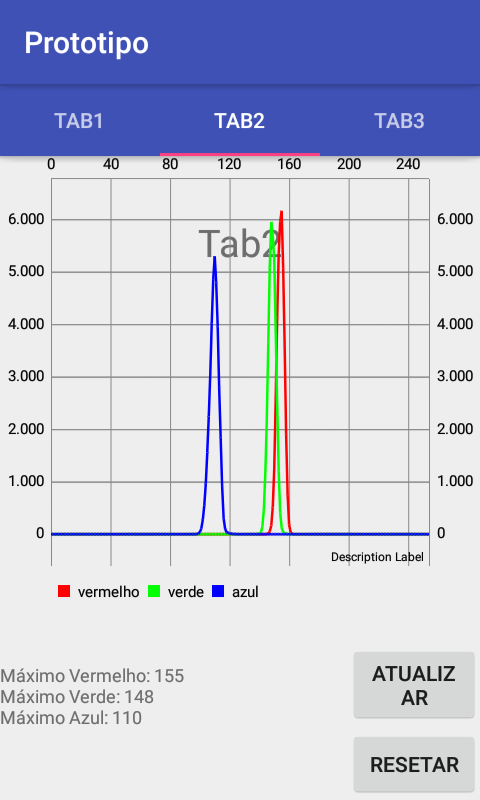 Prototipo
TAB1 TAB2 TAB3
0 40 80 120 160 200 240
6.000 6.000
Tab2
5.000 5.000
4.000 4.000
3.000 3.000
2.000 2.000
1.000 1.000
0 0
Description Label
vermelho verde azul
Máximo Vermelho: 155
Máximo Verde: 148
Máximo Azul: 110
ATUALIZ
AR
RESETAR